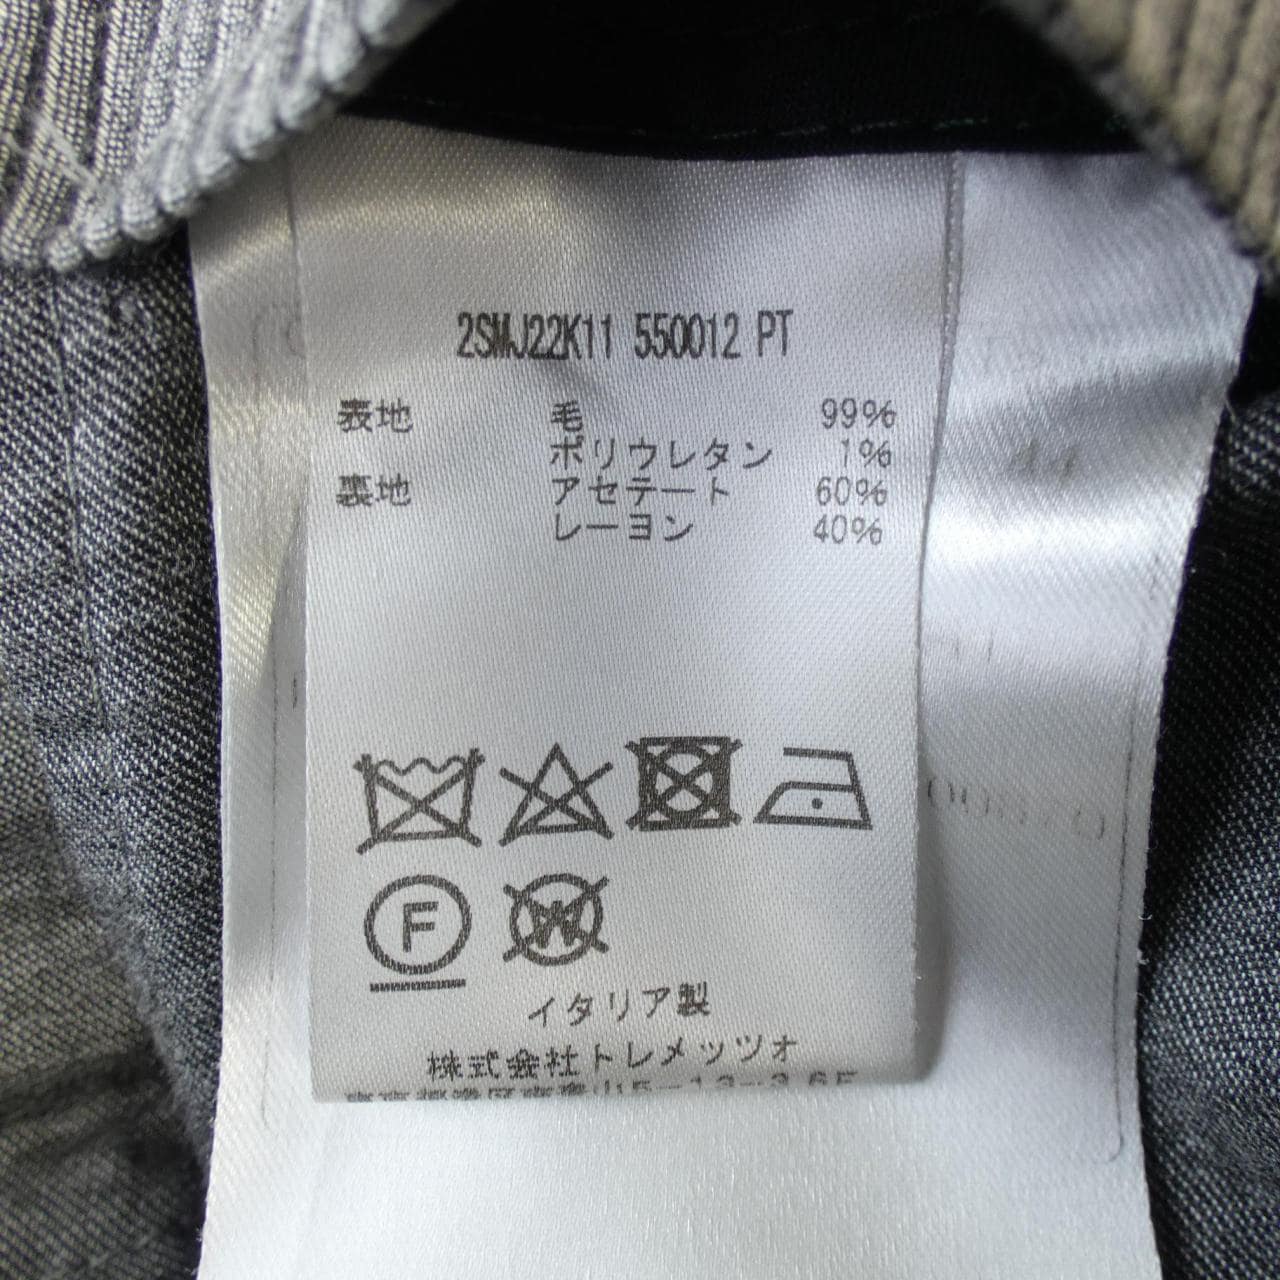 2SMJ22K11 550012 PT
表地 毛 99%
ポリウレタン 1%
裏地 アセテート 60%
レーヨン 40%
F
W
イタリア製
株式会社トレメッツォ